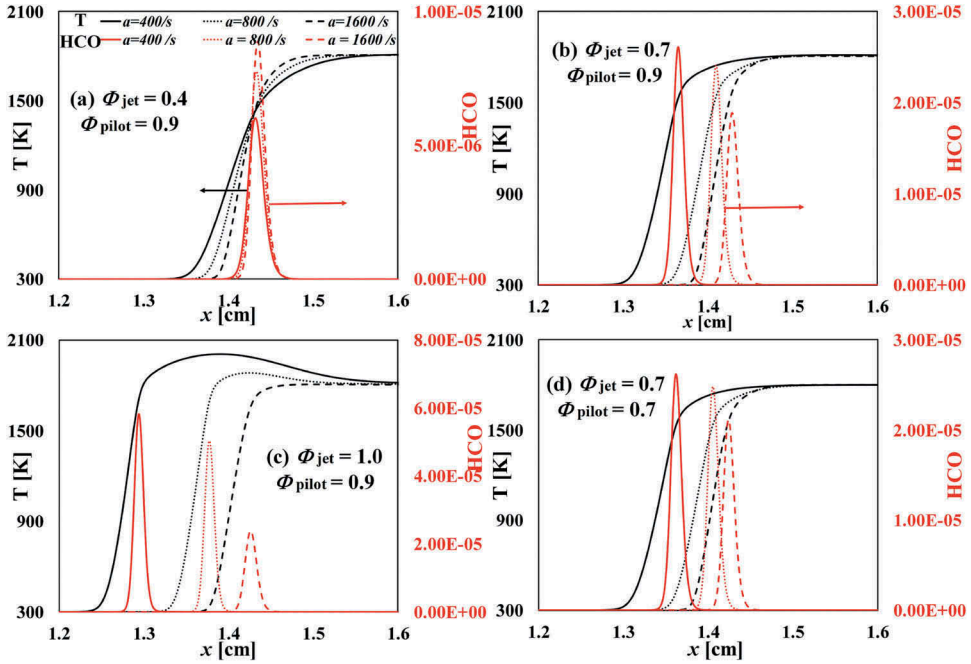 T a=400/s a=800 /s a=1600 /s
HCO a=400/s a = 800 /s a = 1600 /s
2100
1500
900
300
T [K]
(a) Φjet = 0.4
Φpilot = 0.9
1.00E-05
5.00E-06
0.00E+00
HCO
1.2 1.3 1.4 1.5 1.6
x [cm]
2100
1500
900
300
T [K]
(b) Φjet = 0.7
Φpilot = 0.9
3.00E-05
2.00E-05
1.00E-05
0.00E+00
HCO
1.2 1.3 1.4 1.5 1.6
x [cm]
2100
1500
900
300
T [K]
(c) Φjet = 1.0
Φpilot = 0.9
8.00E-05
6.00E-05
4.00E-05
2.00E-05
0.00E+00
HCO
1.2 1.3 1.4 1.5 1.6
x [cm]
2100
1500
900
300
T [K]
(d) Φjet = 0.7
Φpilot = 0.7
3.00E-05
2.00E-05
1.00E-05
0.00E+00
HCO
1.2 1.3 1.4 1.5 1.6
x [cm]